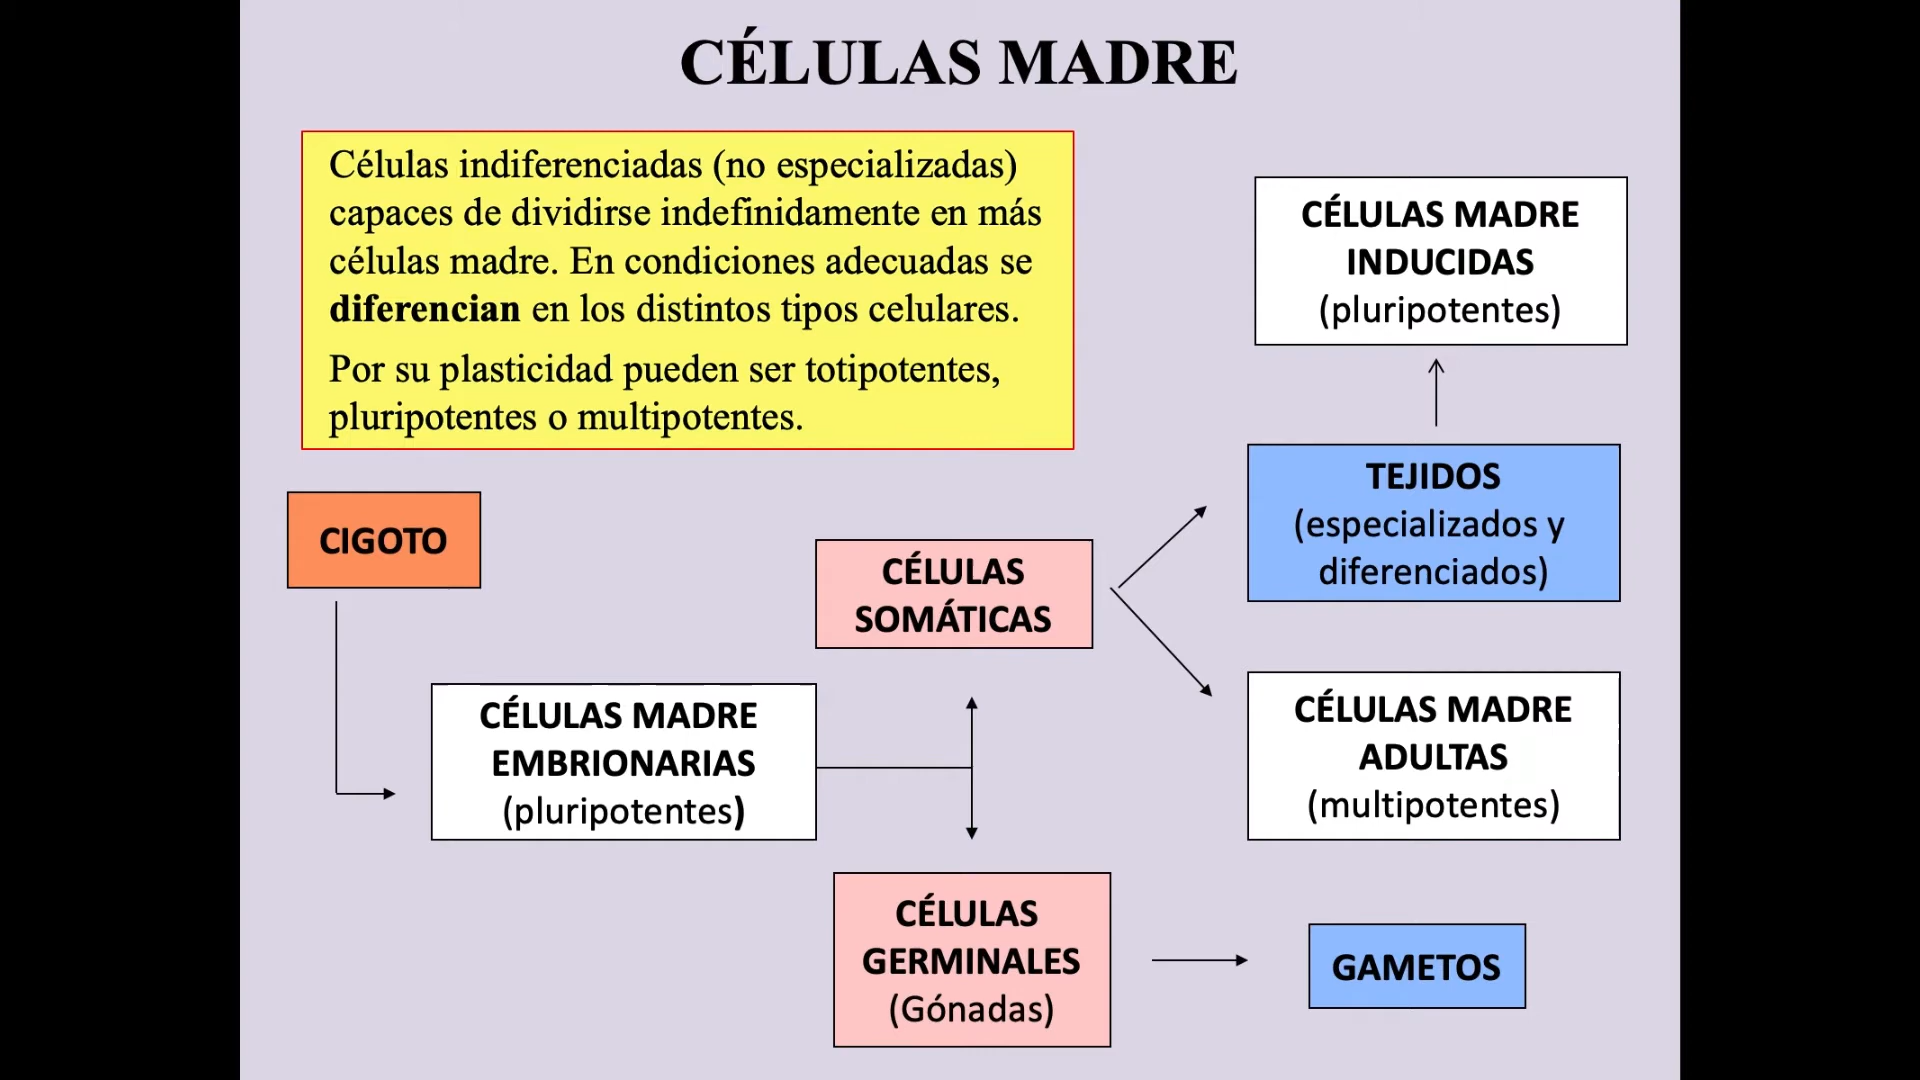 CÉLULAS MADRE
Células indiferenciadas (no especializadas)
capaces de dividirse indefinidamente en más
células madre. En condiciones adecuadas se
diferencian en los distintos tipos celulares.
Por su plasticidad pueden ser totipotentes,
pluripotentes o multipotentes.
CIGOTO
CÉLULAS MADRE
EMBRIONARIAS
(pluripotentes)
CÉLULAS
SOMÁTICAS
CÉLULAS
GERMINALES
(Gónadas)
CÉLULAS MADRE
INDUCIDAS
(pluripotentes)
TEJIDOS
(especializados y
diferenciados)
CÉLULAS MADRE
ADULTAS
(multipotentes)
GAMETOS